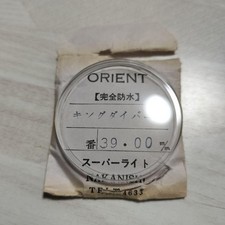 ORIENT
【完全防水】
キングダイバー
番39.00 m/m
スーパーライト
NAKANISHI